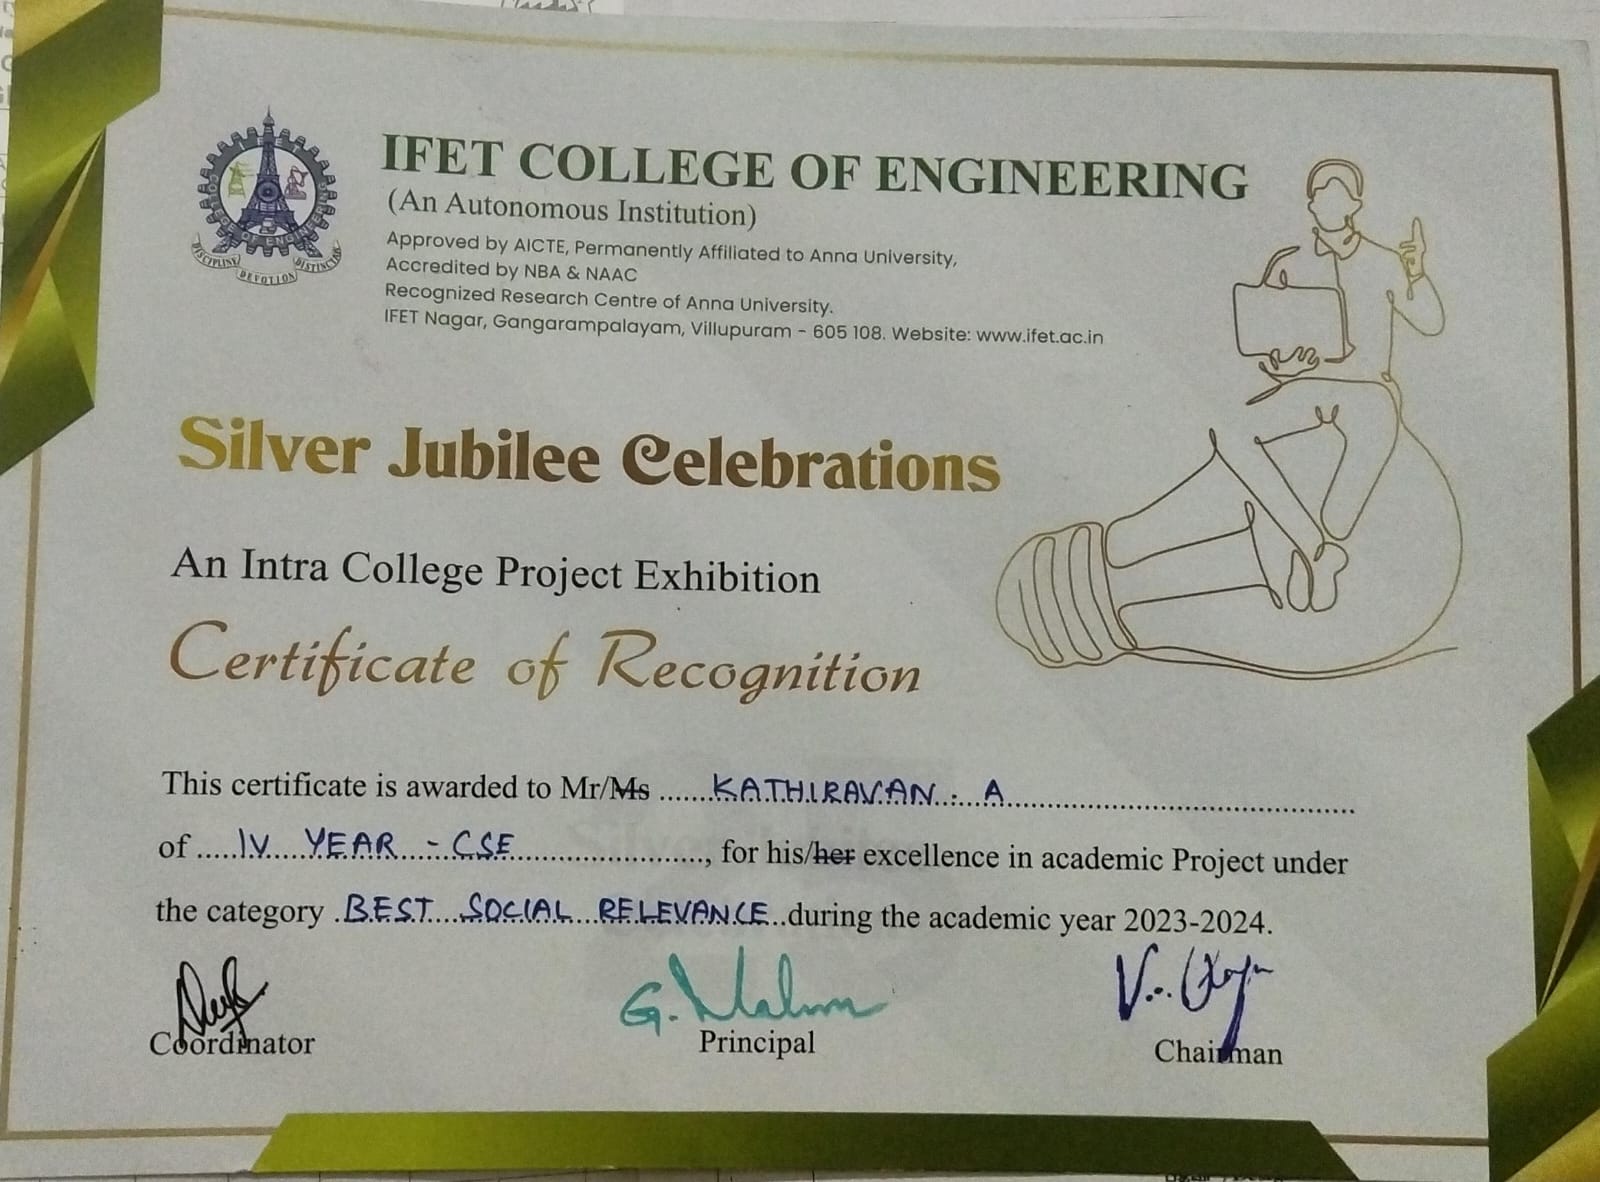 IFET COLLEGE OF ENGINEERING
(An Autonomous Institution)
Approved by AICTE, Permanently Affiliated to Anna University,
Accredited by NBA & NAAC
Recognized Research Centre of Anna University.
IFET Nagar, Gangarampalayam, Villupuram - 605 108. Website: www.ifet.ac.in
COLLEGE OF ENGINEERING
DISCIPLINE DEVOTION DISTINCTION
Silver Jubilee Celebrations
An Intra College Project Exhibition
Certificate of Recognition
This certificate is awarded to Mr/Ms ......KATHIRAVAN. A......
of .....IV YEAR - CSE......, for his/her excellence in academic Project under
the category .BEST SOCIAL RELEVANCE..during the academic year 2023-2024.
Coordinator Principal Chairman